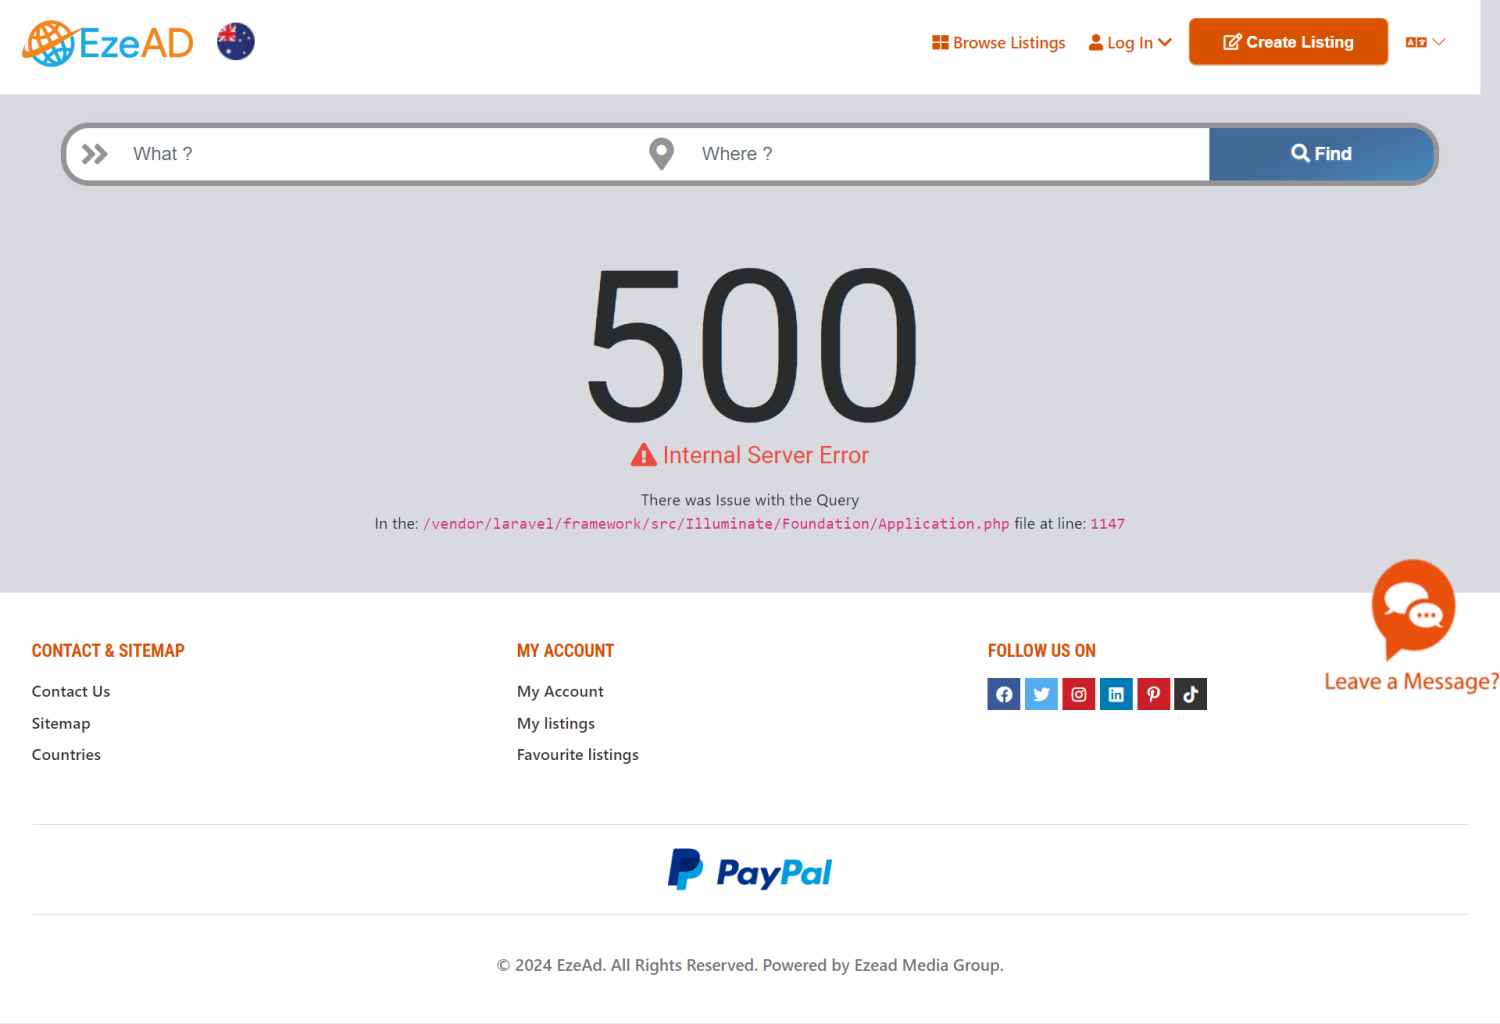 EzeAD
Browse Listings
Log In
Create Listing
What ?
Where ?
Find
500
Internal Server Error
There was Issue with the Query
In the: /vendor/laravel/framework/src/Illuminate/Foundation/Application.php file at line: 1147
Leave a Message?
CONTACT & SITEMAP
Contact Us
Sitemap
Countries
MY ACCOUNT
My Account
My listings
Favourite listings
FOLLOW US ON
PayPal
© 2024 EzeAd. All Rights Reserved. Powered by Ezead Media Group.